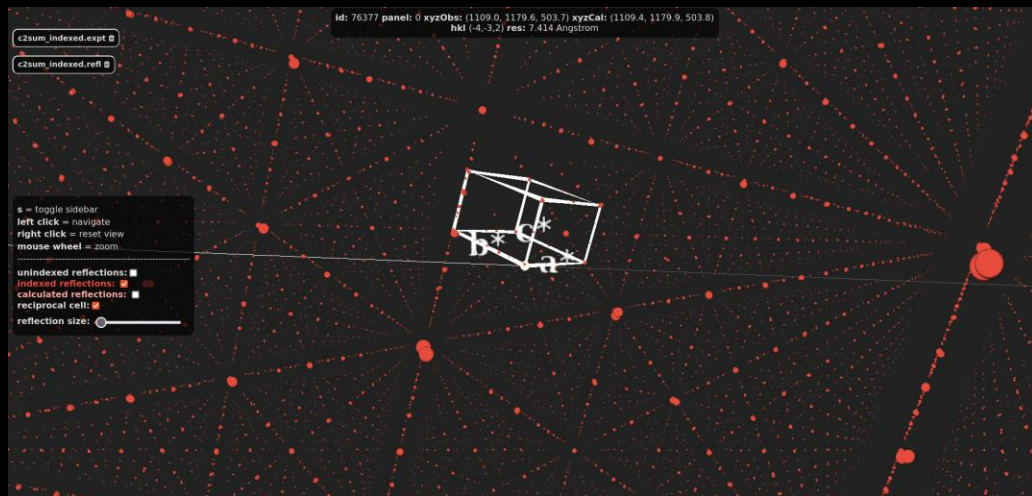 id: 76377 panel: 0 xyzObs: (1109.0, 1179.6, 503.7) xyzCal: (1109.4, 1179.9, 503.8)
hkl (-4,-3,2) res: 7.414 Angstrom
c2sum_indexed.expt
c2sum_indexed.refl
s = toggle sidebar
left click = navigate
right click = reset view
mouse wheel = zoom
unindexed reflections:
indexed reflections:
calculated reflections:
reciprocal cell:
reflection size:
c*
b*
a*